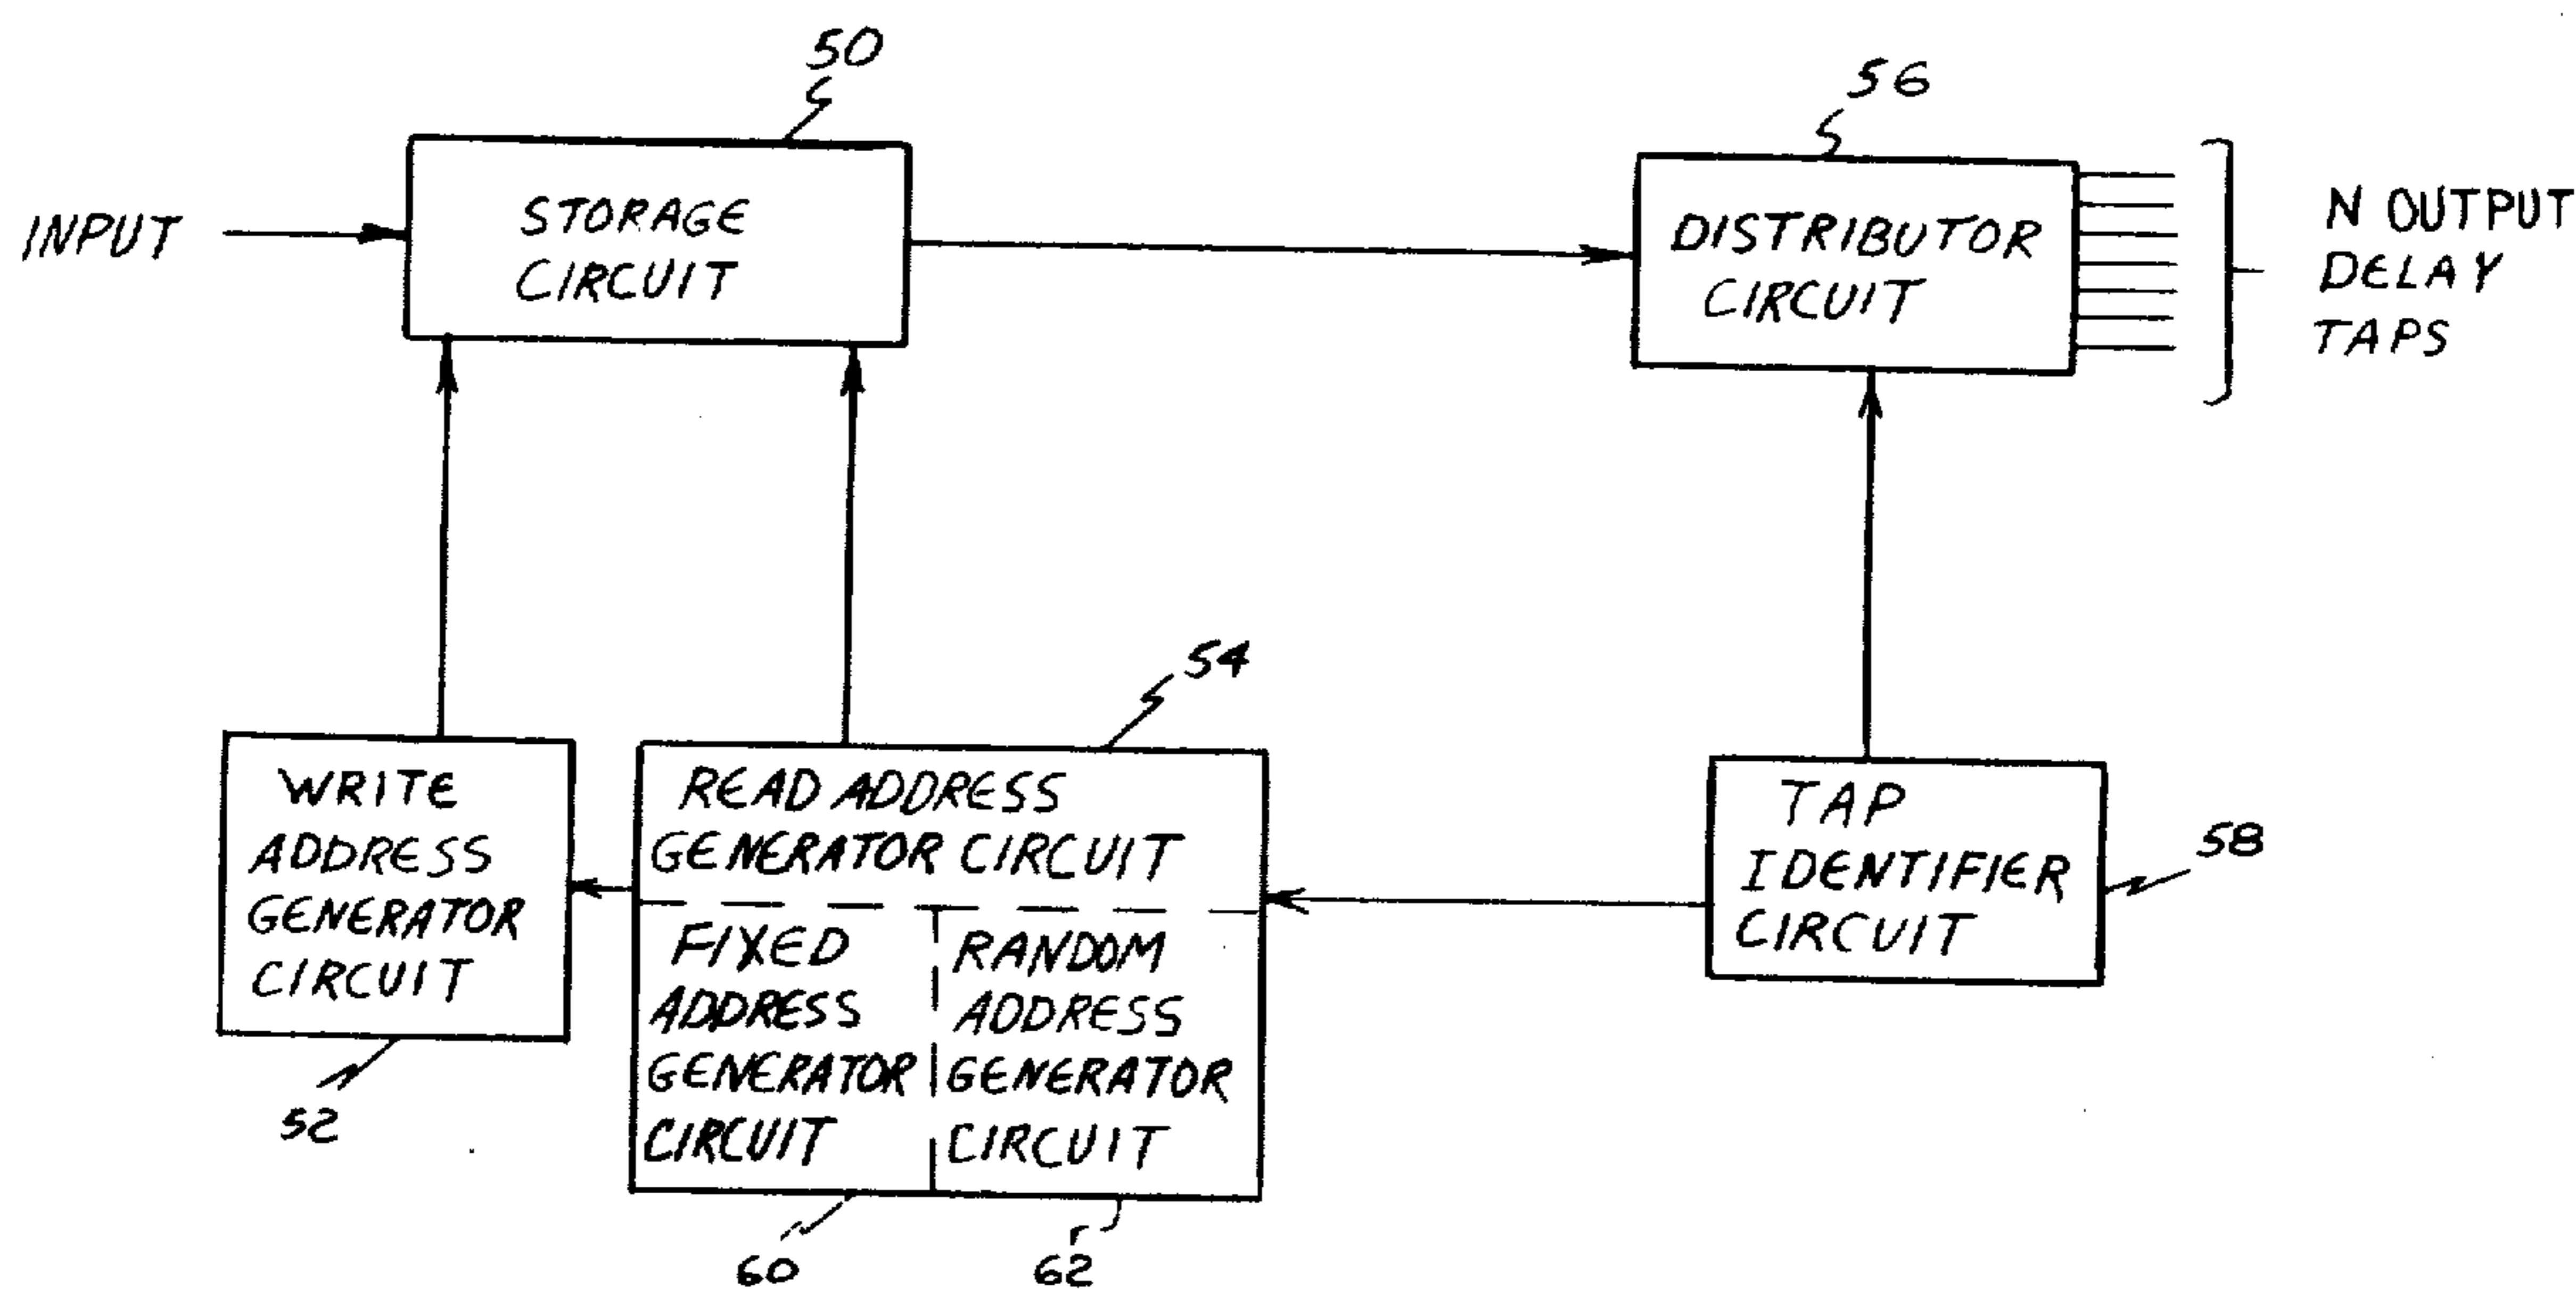 50
56
INPUT
STORAGE
CIRCUIT
DISTRIBUTOR
CIRCUIT
N OUTPUT
DELAY
TAPS
54
WRITE
ADDRESS
GENERATOR
CIRCUIT
52
READ ADDRESS
GENERATOR CIRCUIT
FIXED
ADDRESS
GENERATOR
CIRCUIT
60
RANDOM
ADDRESS
GENERATOR
CIRCUIT
62
TAP
IDENTIFIER
CIRCUIT
58